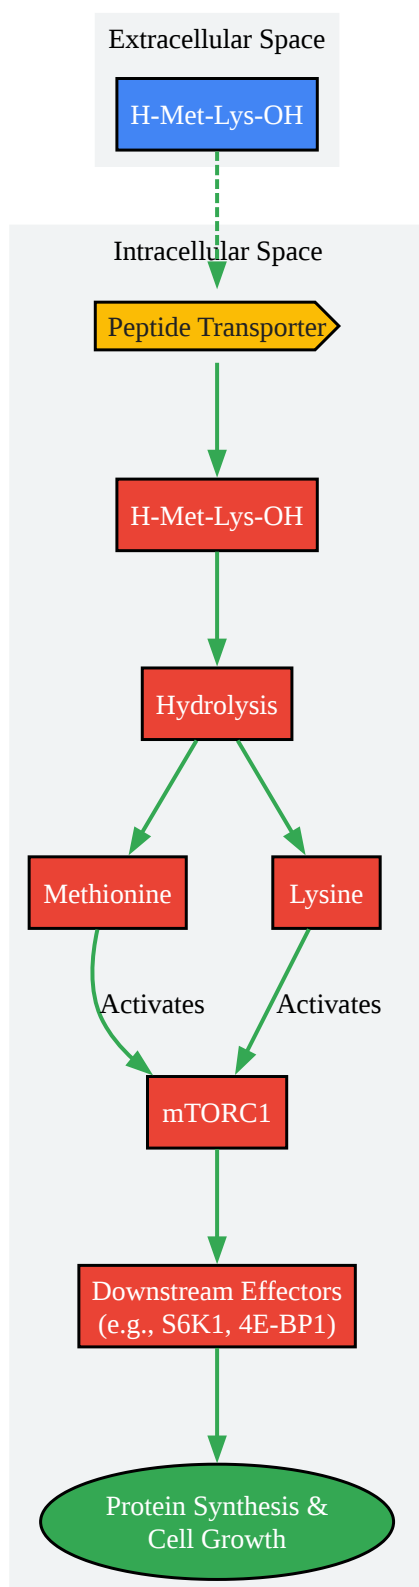 Extracellular Space
H-Met-Lys-OH
Intracellular Space
Peptide Transporter
H-Met-Lys-OH
Hydrolysis
Methionine
Lysine
Activates
Activates
mTORC1
Downstream Effectors
(e.g., S6K1, 4E-BP1)
Protein Synthesis &
Cell Growth